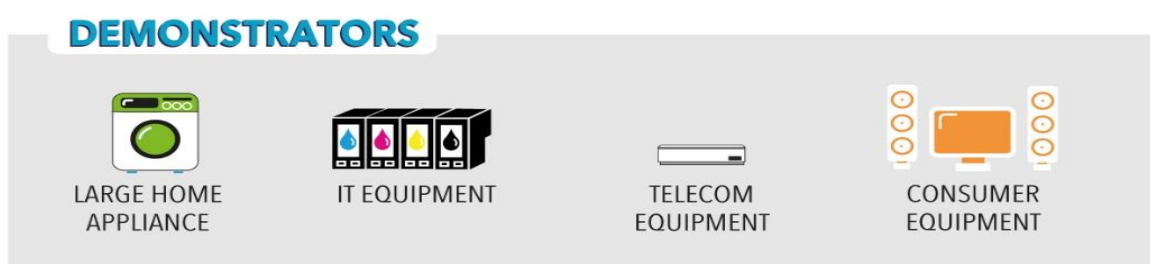 DEMONSTRATORS
LARGE HOME
APPLIANCE
IT EQUIPMENT
TELECOM
EQUIPMENT
CONSUMER
EQUIPMENT